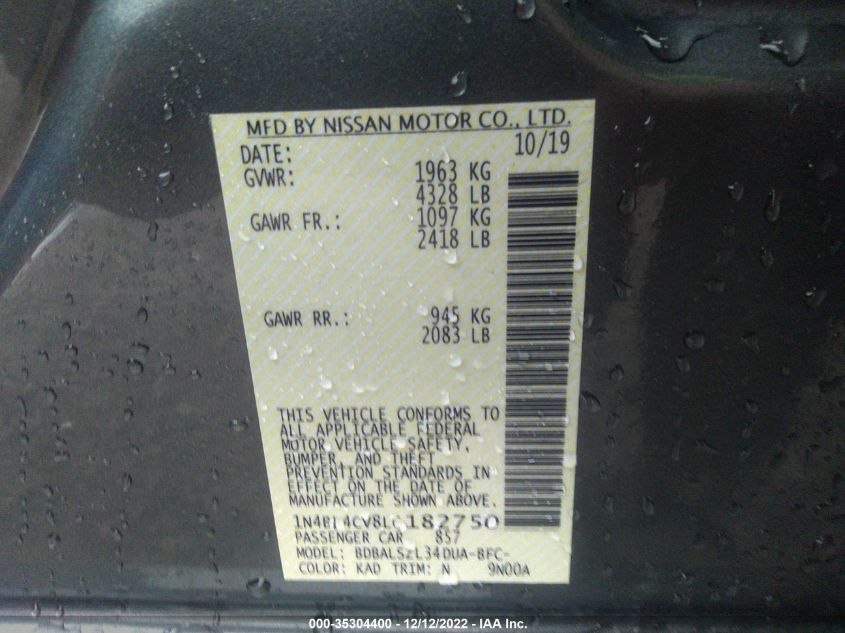 MFD BY NISSAN MOTOR CO., LTD.
DATE: 10/19
GVWR: 1963 KG
4328 LB
GAWR FR.: 1097 KG
2418 LB
GAWR RR.: 945 KG
2083 LB
THIS VEHICLE CONFORMS TO
ALL APPLICABLE FEDERAL
MOTOR VEHICLE SAFETY,
BUMPER, AND THEFT
PREVENTION STANDARDS IN
EFFECT ON THE DATE OF
MANUFACTURE SHOWN ABOVE.
1N4BL4CV8LC182750
PASSENGER CAR 857
MODEL: BDBALSZL34DUA-BFC-
COLOR: KAD TRIM: N 9N00A
000-35304400 - 12/12/2022 - IAA Inc.